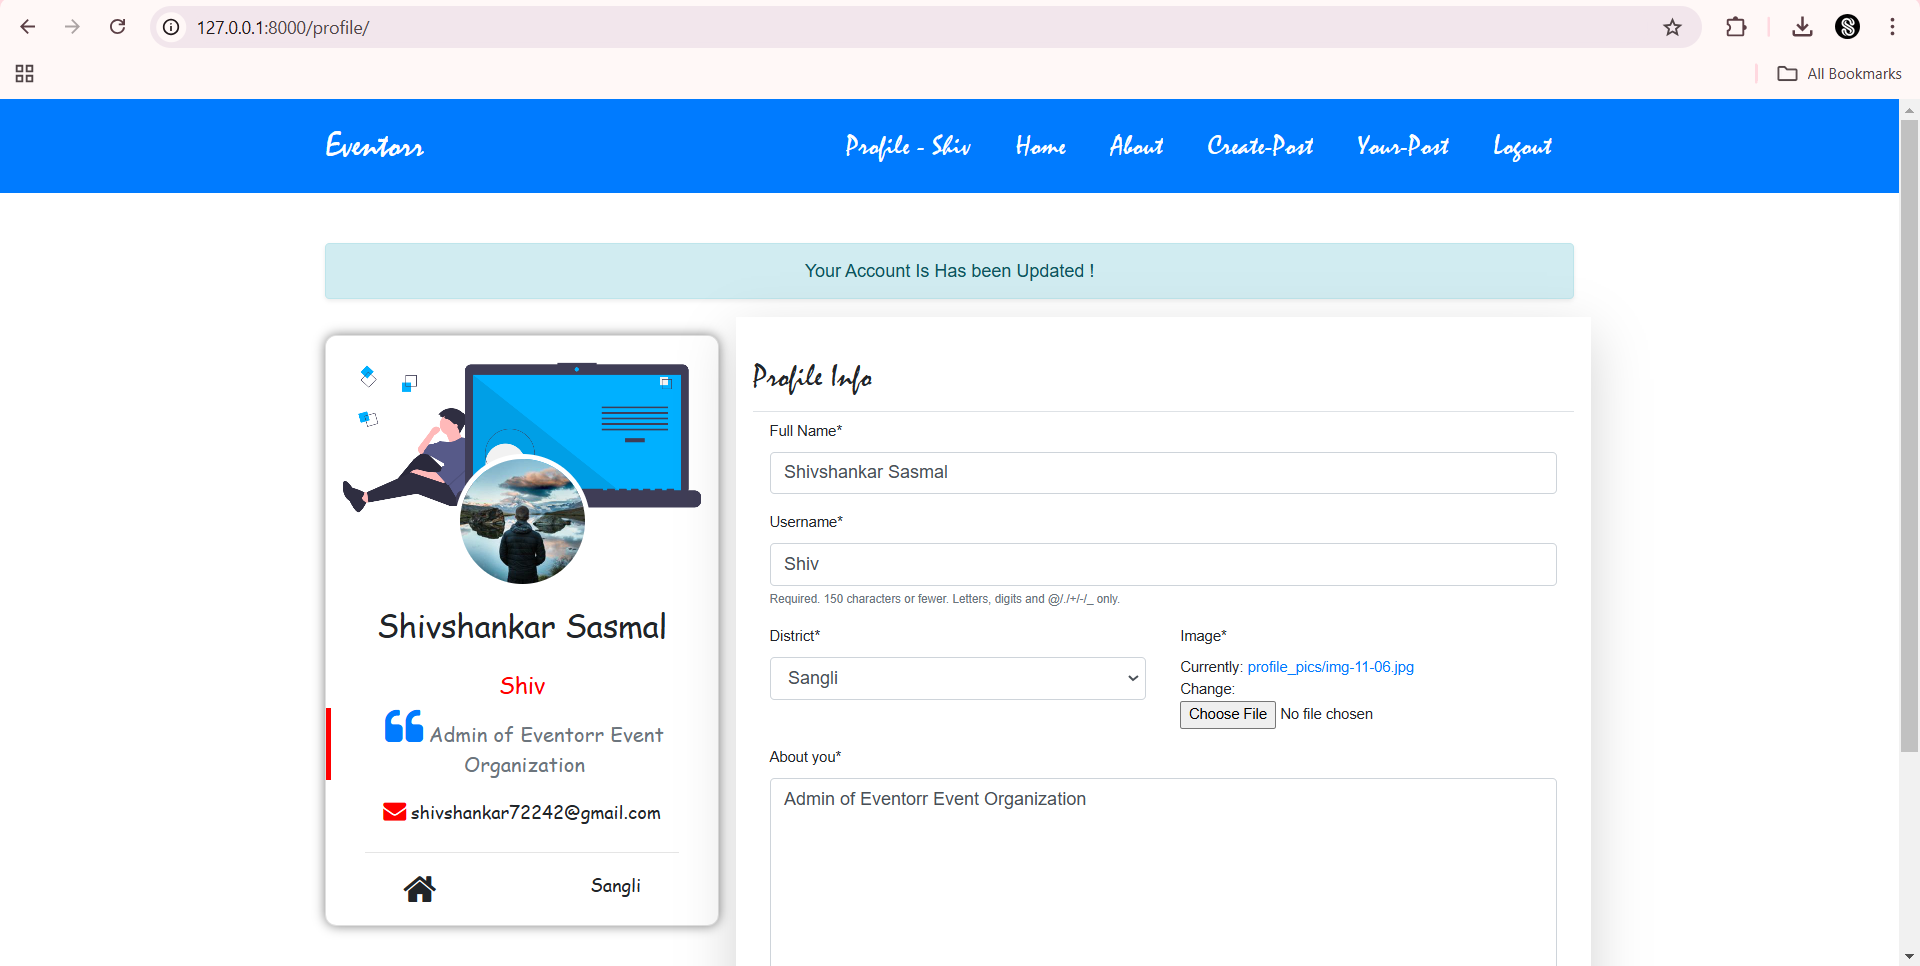 127.0.0.1:8000/profile/
All Bookmarks
Eventorr
Profile - Shiv Home About Create-Post Your-Post Logout
Your Account Is Has been Updated !
Shivshankar Sasmal
Shiv
Admin of Eventorr Event
Organization
shivshankar72242@gmail.com
Sangli
Profile Info
Full Name*
Shivshankar Sasmal
Username*
Shiv
Required. 150 characters or fewer. Letters, digits and @/./+/-/_ only.
District*
Sangli
Image*
Currently: profile_pics/img-11-06.jpg
Change:
Choose File No file chosen
About you*
Admin of Eventorr Event Organization